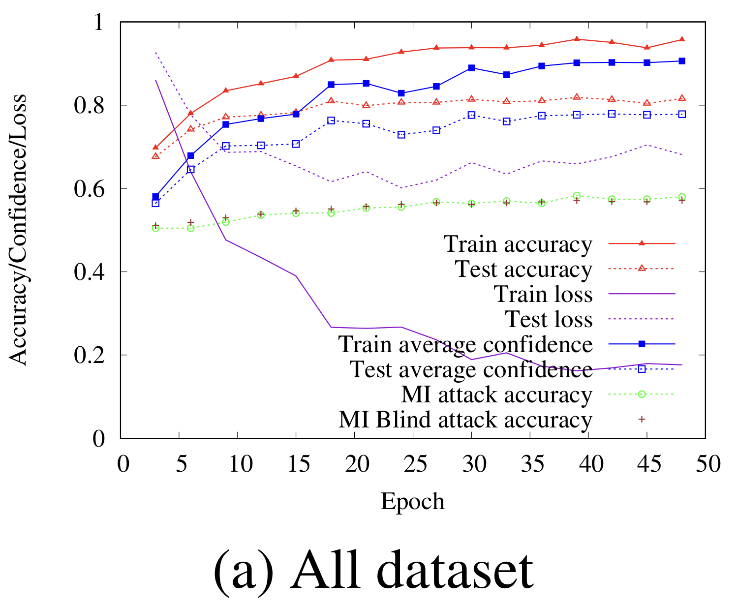 Accuracy/Confidence/Loss
1
0.8
0.6
0.4
0.2
0
Train accuracy
Test accuracy
Train loss
Test loss
Train average confidence
Test average confidence
MI attack accuracy
MI Blind attack accuracy
0 5 10 15 20 25 30 35 40 45 50
Epoch
(a) All dataset